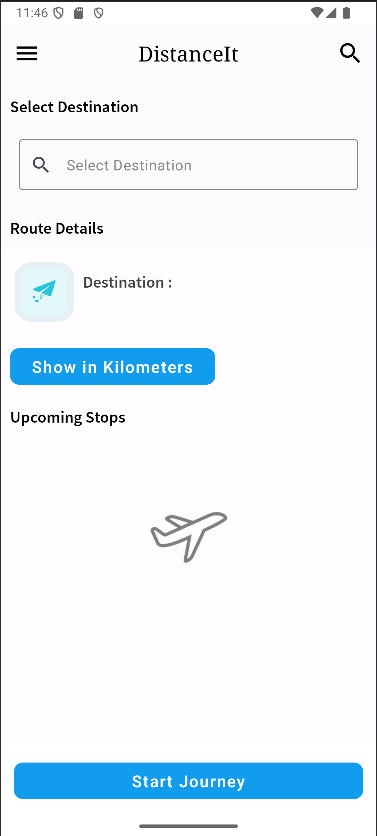 11:46
DistanceIt
Select Destination
Select Destination
Route Details
Destination :
Show in Kilometers
Upcoming Stops
Start Journey